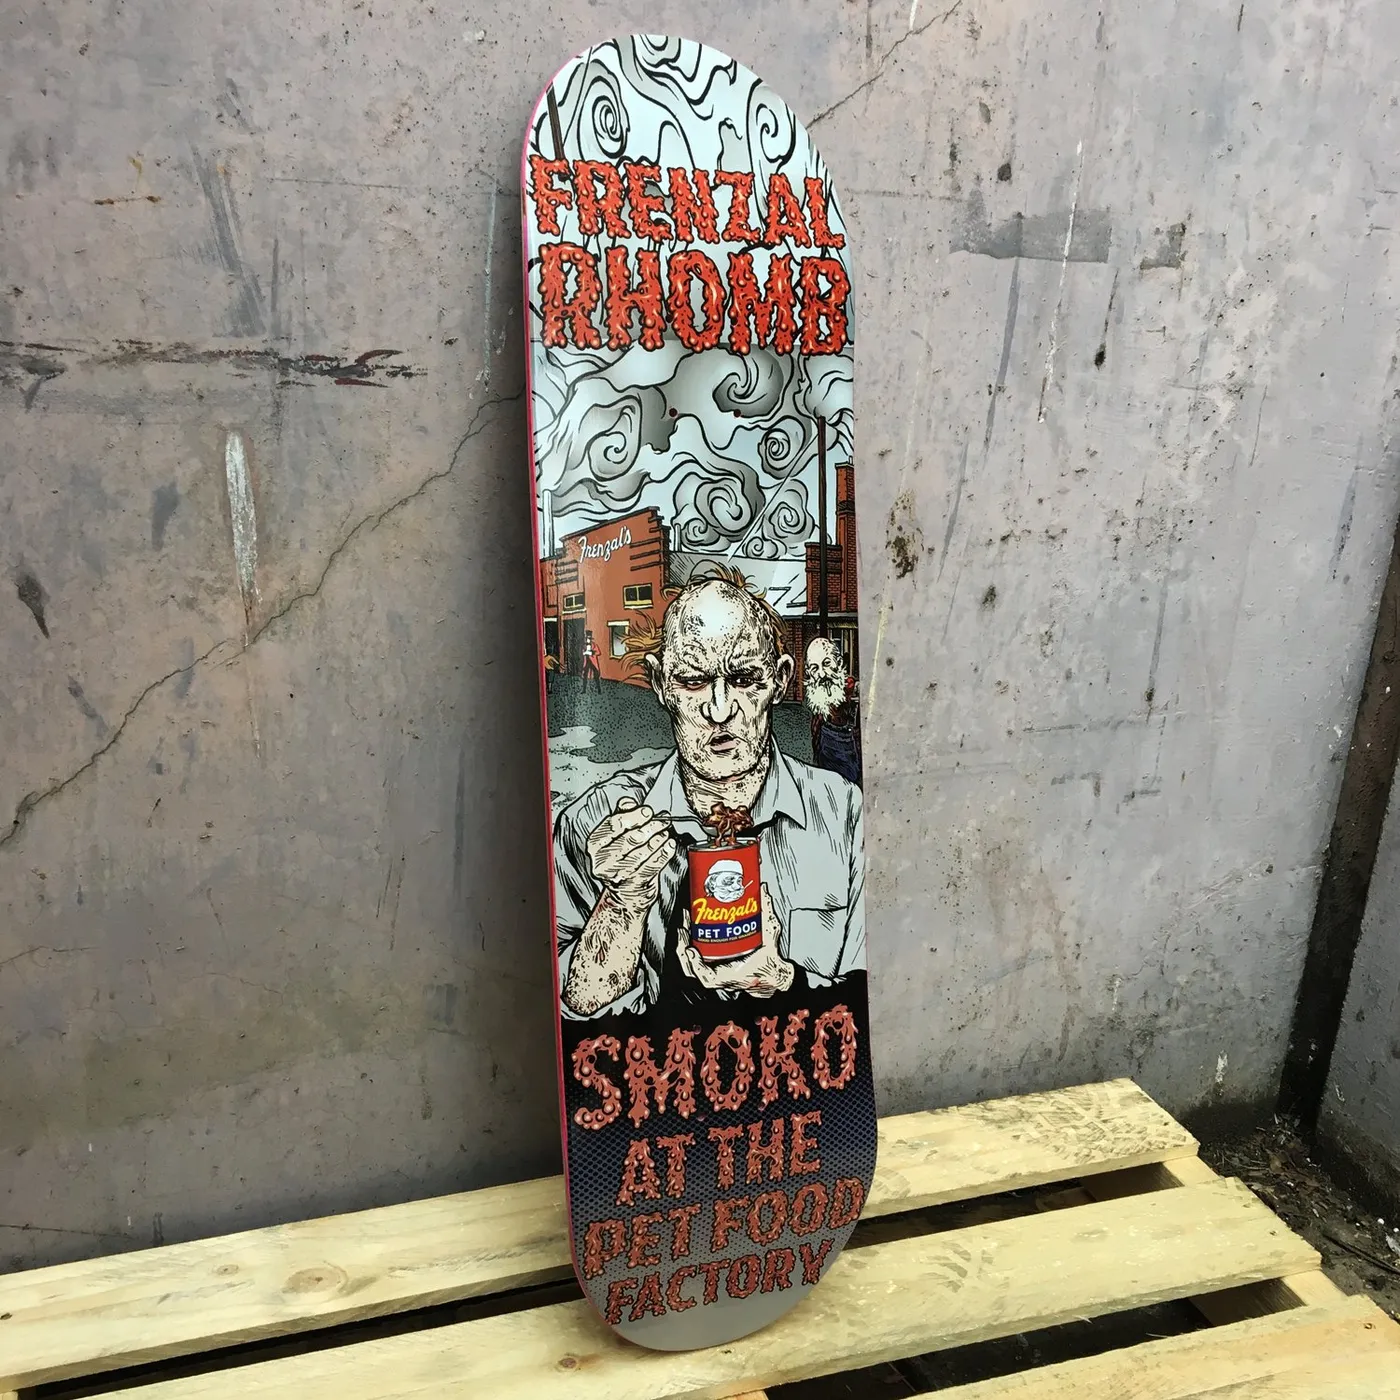 FRENZAL
RHOMB
Frenzal's
Frenzal's
PET FOOD
SMOKO
AT THE
PET FOOD
FACTORY